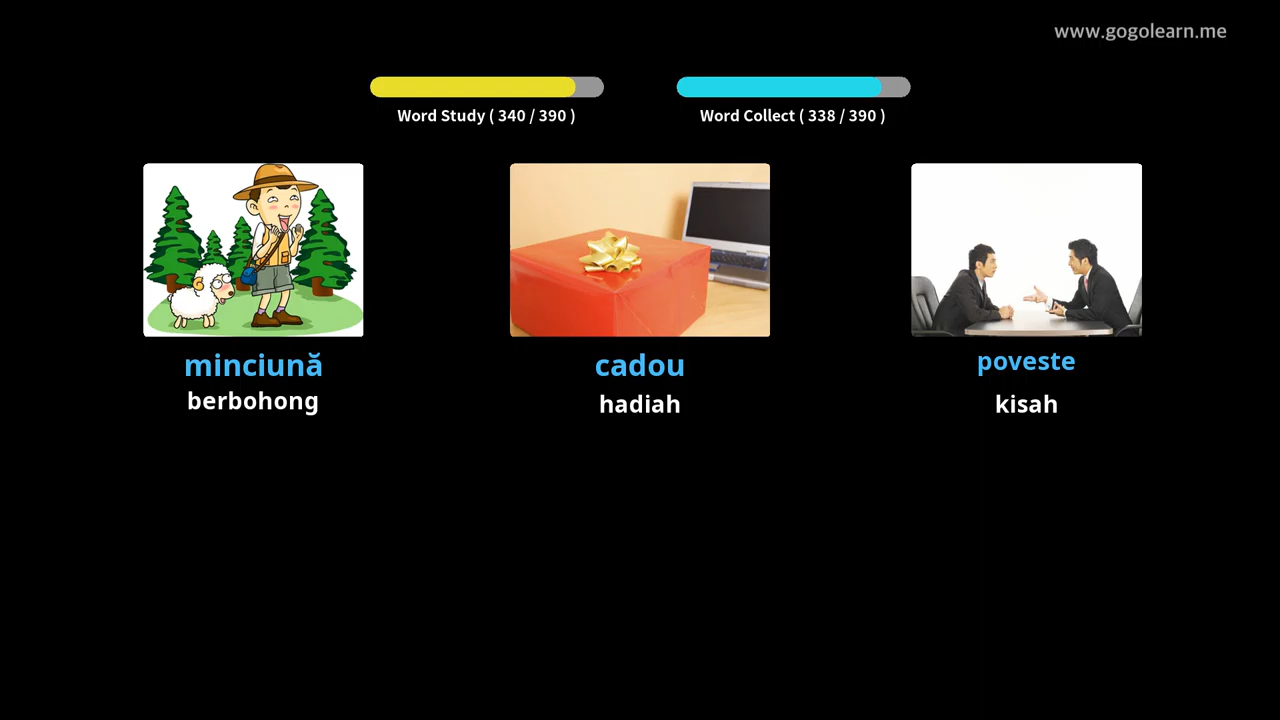 www.gogolearn.me
Word Study ( 340 / 390 )
Word Collect ( 338 / 390 )
minciună
berbohong
cadou
hadiah
poveste
kisah